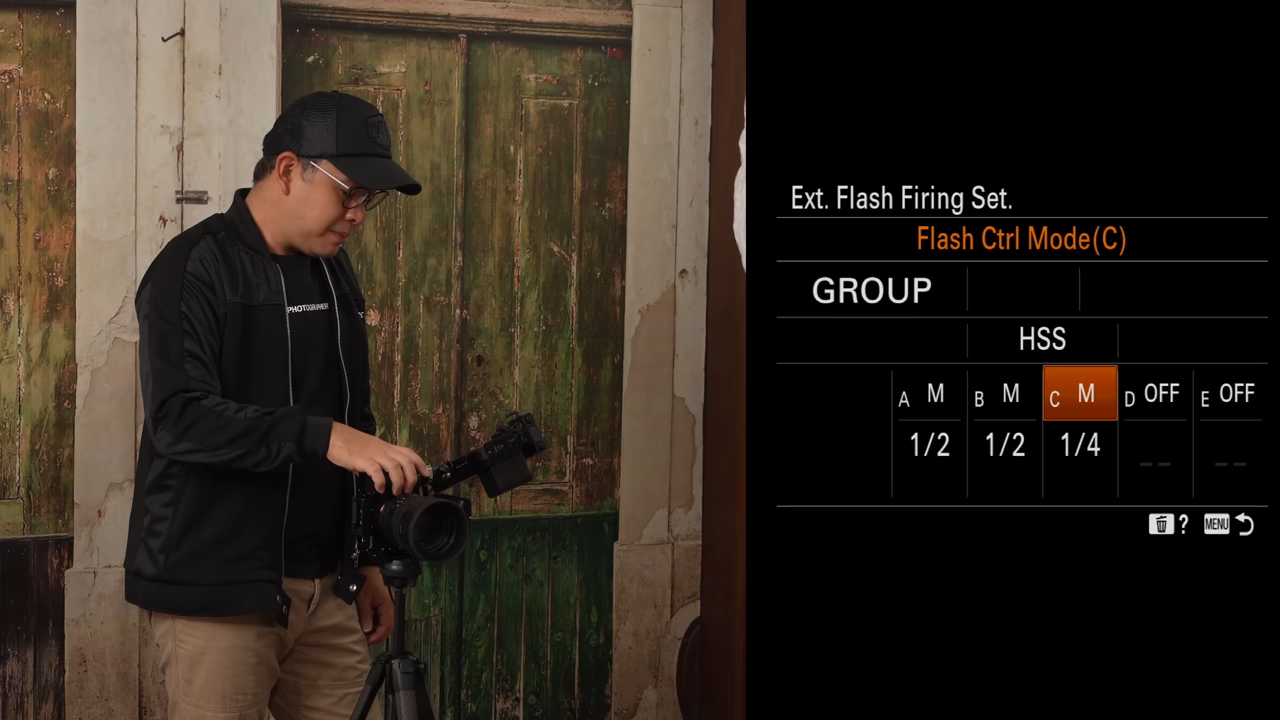 PHOTOGRAPHER
Ext. Flash Firing Set.
Flash Ctrl Mode(C)
GROUP
HSS
A M B M C M D OFF E OFF
1/2 1/2 1/4 -- --
? MENU